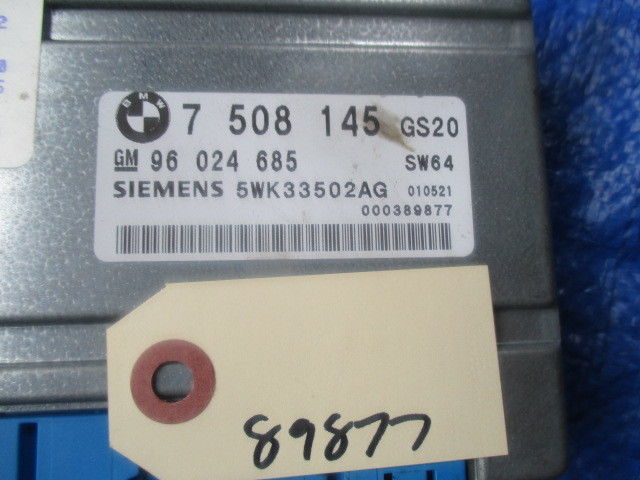 BMW 7 508 145 GS20
GM 96 024 685 SW64
SIEMENS 5WK33502AG 010521
000389877
89877